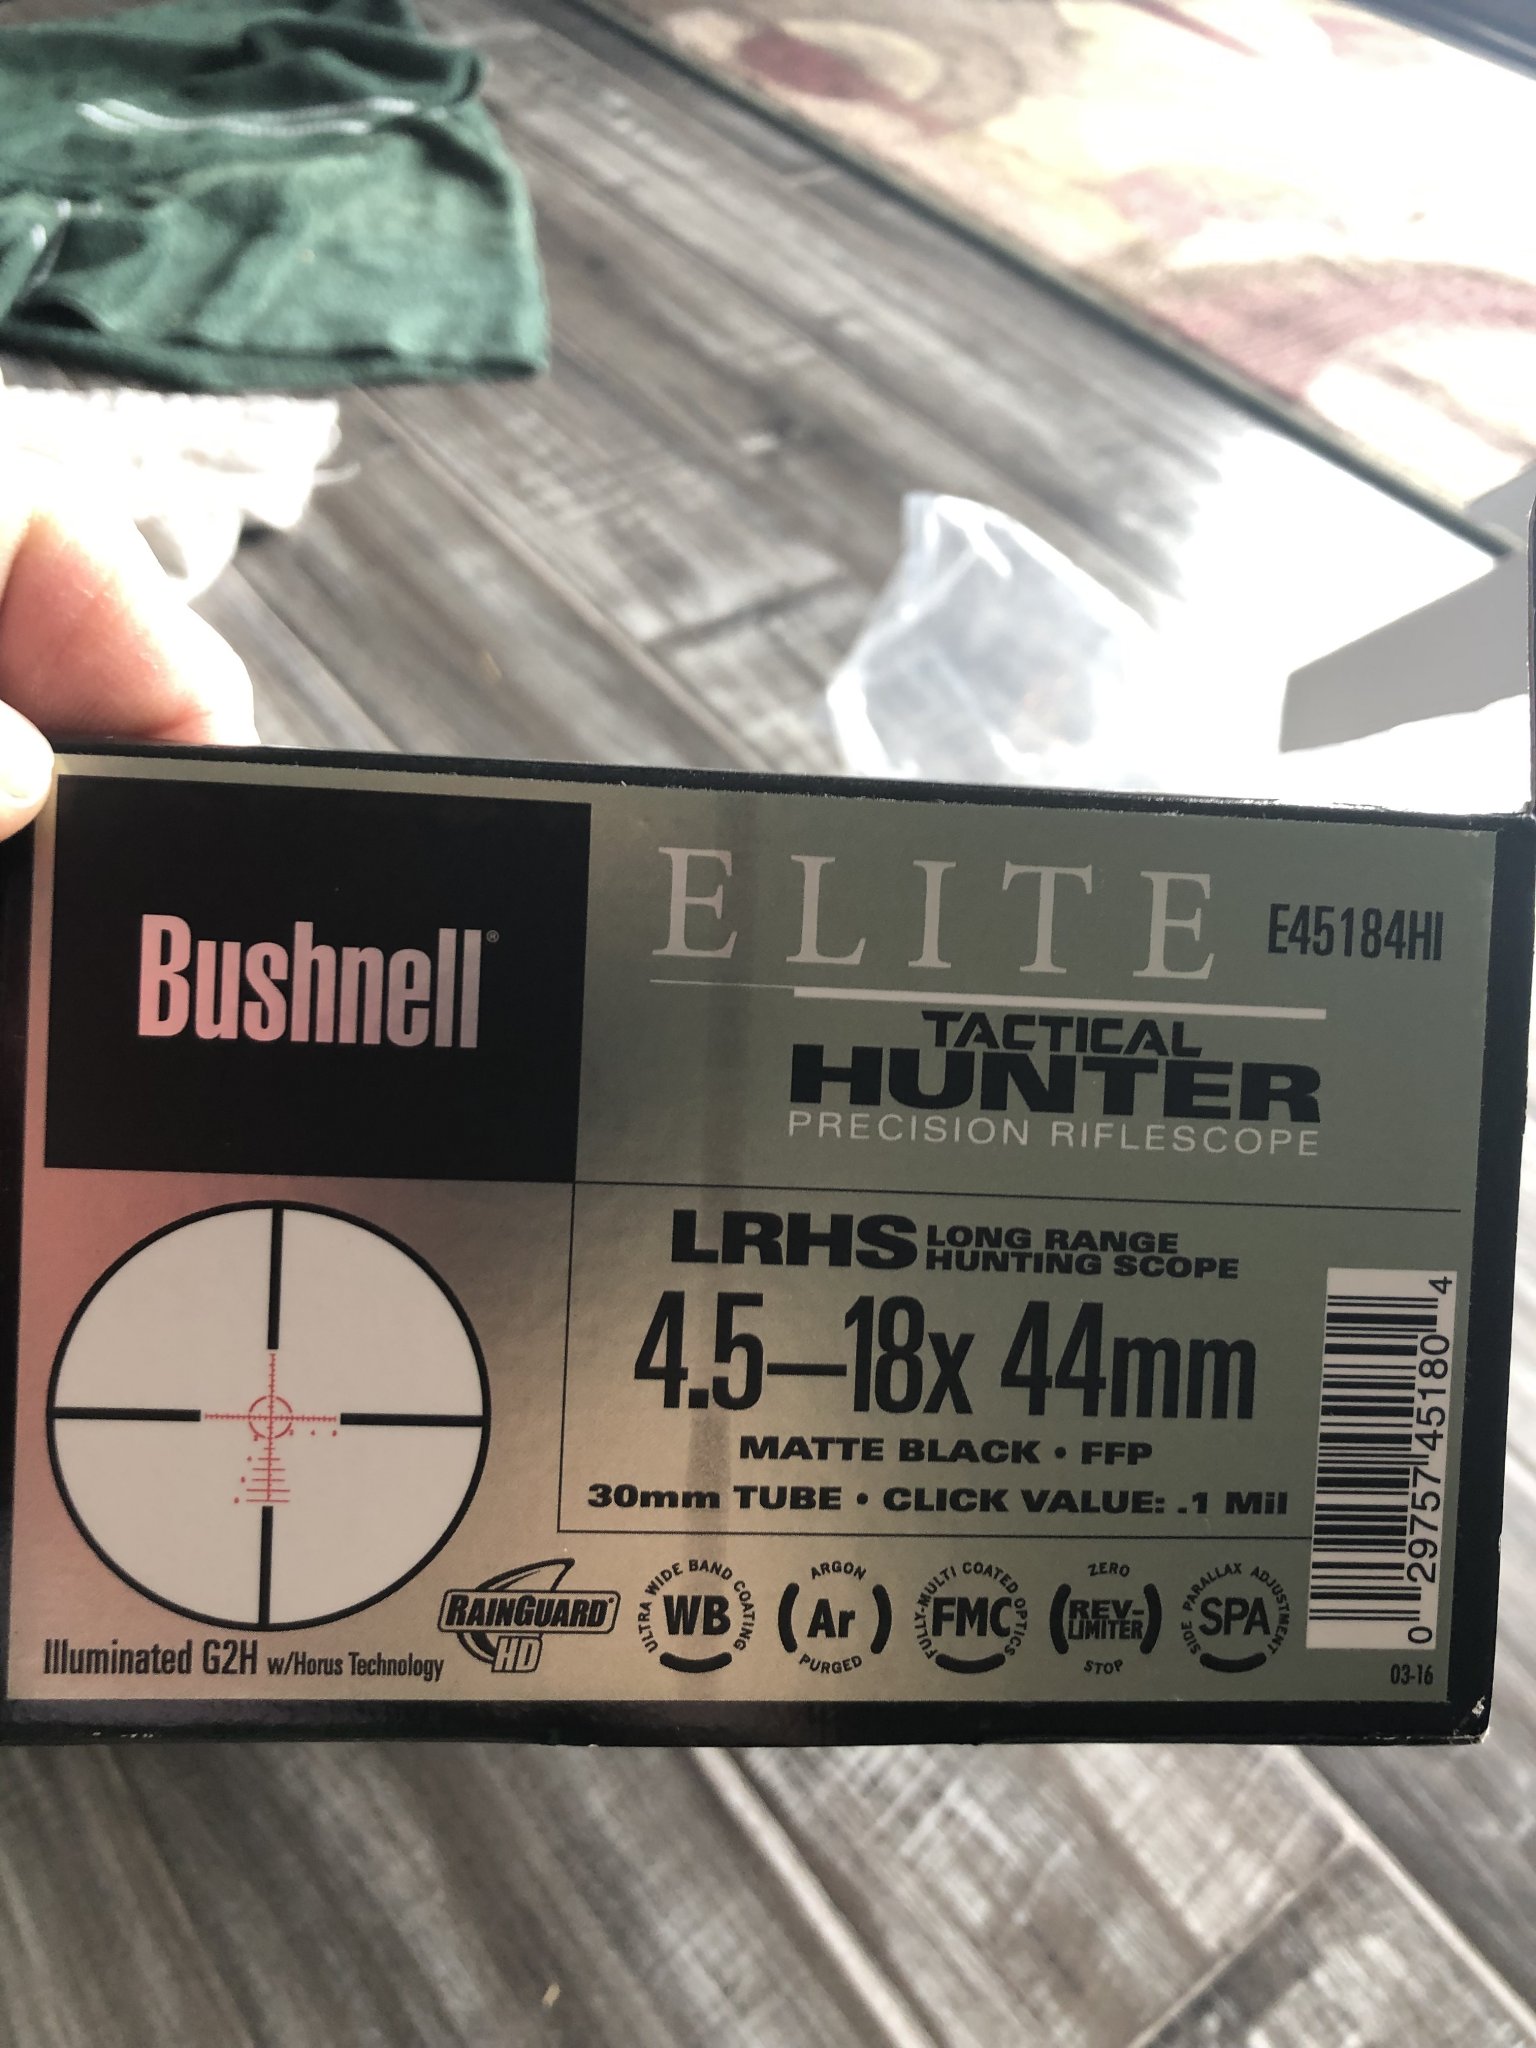 Bushnell®
ELITE E45184HI
TACTICAL
HUNTER
PRECISION RIFLESCOPE
LRHS LONG RANGE
HUNTING SCOPE
4.5–18x 44mm
MATTE BLACK • FFP
30mm TUBE • CLICK VALUE: .1 Mil
Illuminated G2H w/Horus Technology
RAINGUARD®
HD
ULTRA WIDE BAND COATING
WB
ARGON
Ar
PURGED
FULLY-MULTI COATED OPTICS
FMC
ZERO
REV-
LIMITER
STOP
SIDE PARALLAX ADJUSTMENT
SPA
0 29757 45180 4
03-16